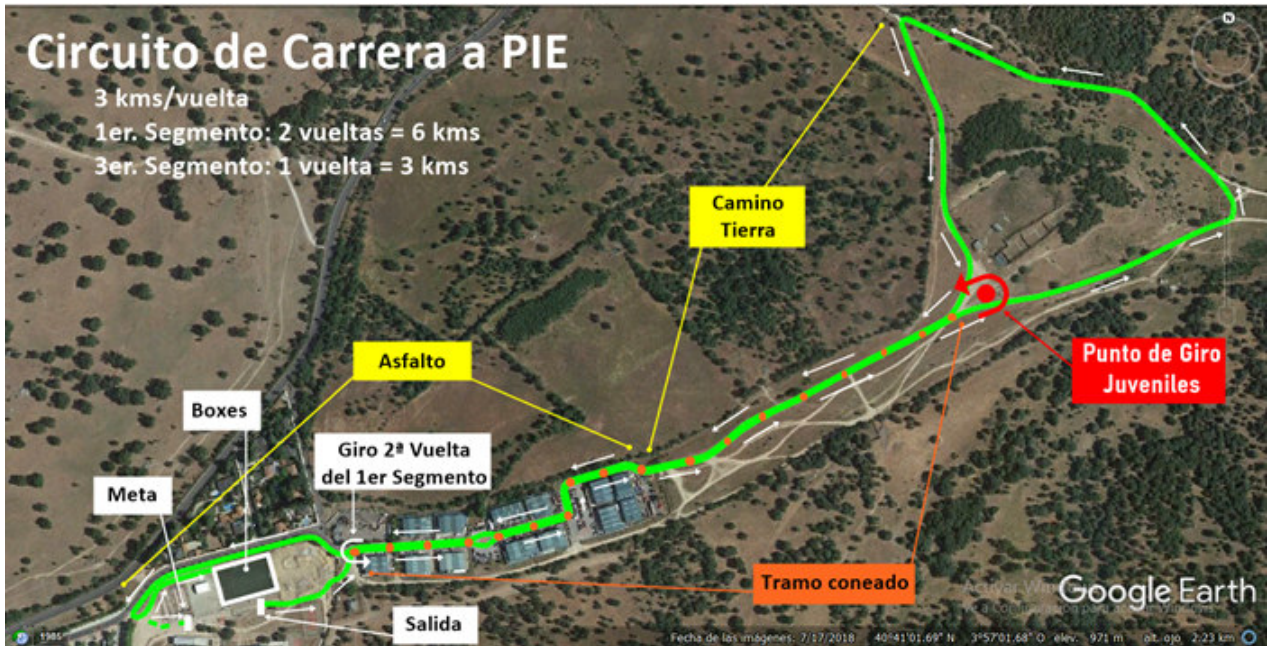 Circuito de Carrera a PIE
3 kms/vuelta
1er. Segmento: 2 vueltas = 6 kms
3er. Segmento: 1 vuelta = 3 kms
N
Camino
Tierra
Asfalto
Punto de Giro
Juveniles
Boxes
Giro 2ª Vuelta
del 1er Segmento
Meta
Tramo coneado
Salida
Google Earth
1985
Fecha de las imágenes: 7/17/2018 40°41'01.69" N 3°57'01.68" O elev. 971 m alt. ojo 2.23 km